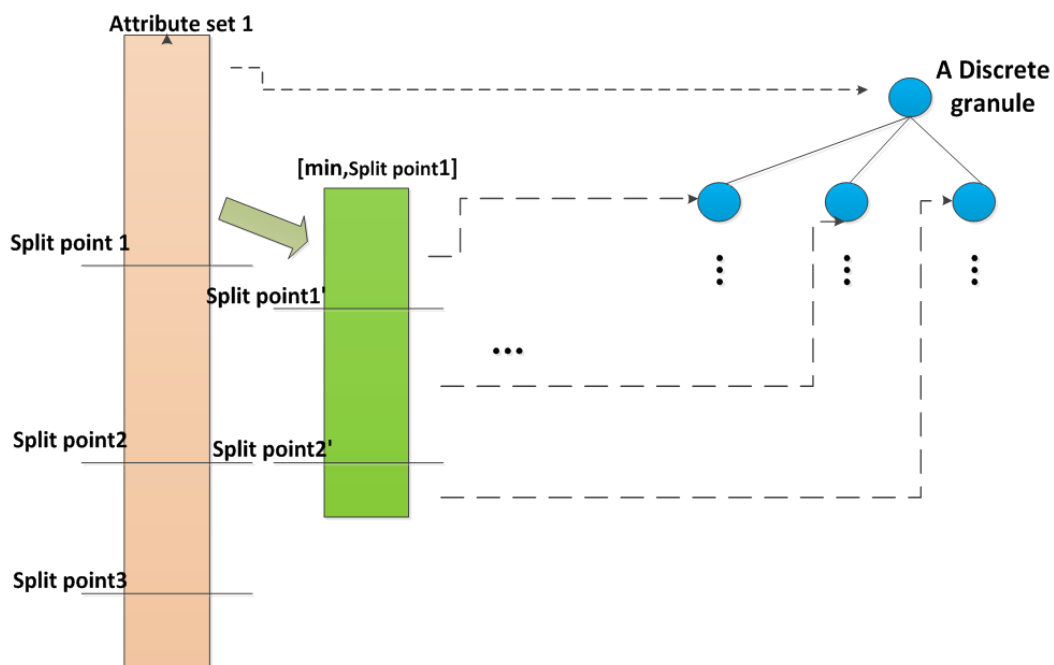 Attribute set 1
A Discrete
granule
[min,Split point1]
Split point 1
Split point1'
...
Split point2
Split point2'
Split point3